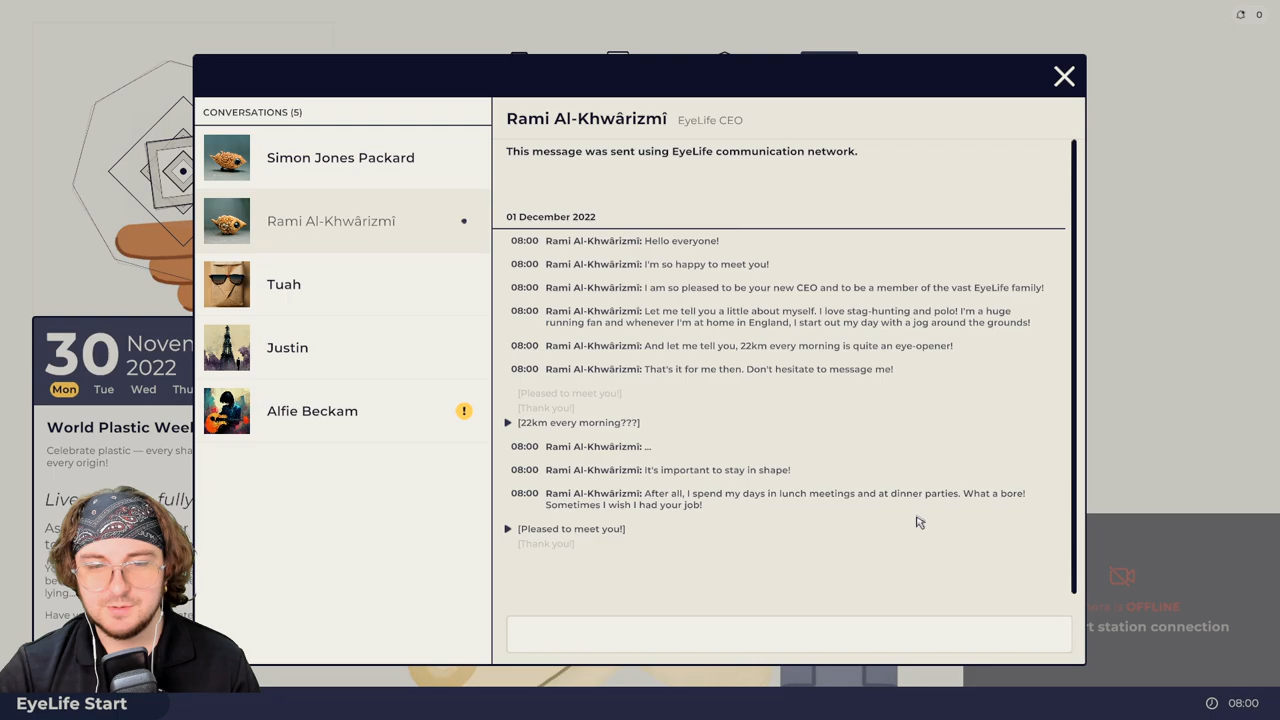 0
CONVERSATIONS (5)
Simon Jones Packard
Rami Al-Khwârizmî
Tuah
Justin
Alfie Beckam
!
Rami Al-Khwârizmî EyeLife CEO
This message was sent using EyeLife communication network.
01 December 2022
08:00 Rami Al-Khwârizmî: Hello everyone!
08:00 Rami Al-Khwârizmî: I'm so happy to meet you!
08:00 Rami Al-Khwârizmî: I am so pleased to be your new CEO and to be a member of the vast EyeLife family!
08:00 Rami Al-Khwârizmî: Let me tell you a little about myself. I love stag-hunting and polo! I'm a huge
running fan and whenever I'm at home in England, I start out my day with a jog around the grounds!
08:00 Rami Al-Khwârizmî: And let me tell you, 22km every morning is quite an eye-opener!
08:00 Rami Al-Khwârizmî: That's it for me then. Don't hesitate to message me!
[Pleased to meet you!]
[Thank you!]
[22km every morning???]
08:00 Rami Al-Khwârizmî: ...
08:00 Rami Al-Khwârizmî: It's important to stay in shape!
08:00 Rami Al-Khwârizmî: After all, I spend my days in lunch meetings and at dinner parties. What a bore!
Sometimes I wish I had your job!
[Pleased to meet you!]
[Thank you!]
30 Novem
2022
Mon Tue Wed Thu
World Plastic Wee
Celebrate plastic — every sha
every origin!
Live fully
As
lying...
Have
is OFFLINE
t station connection
EyeLife Start
08:00